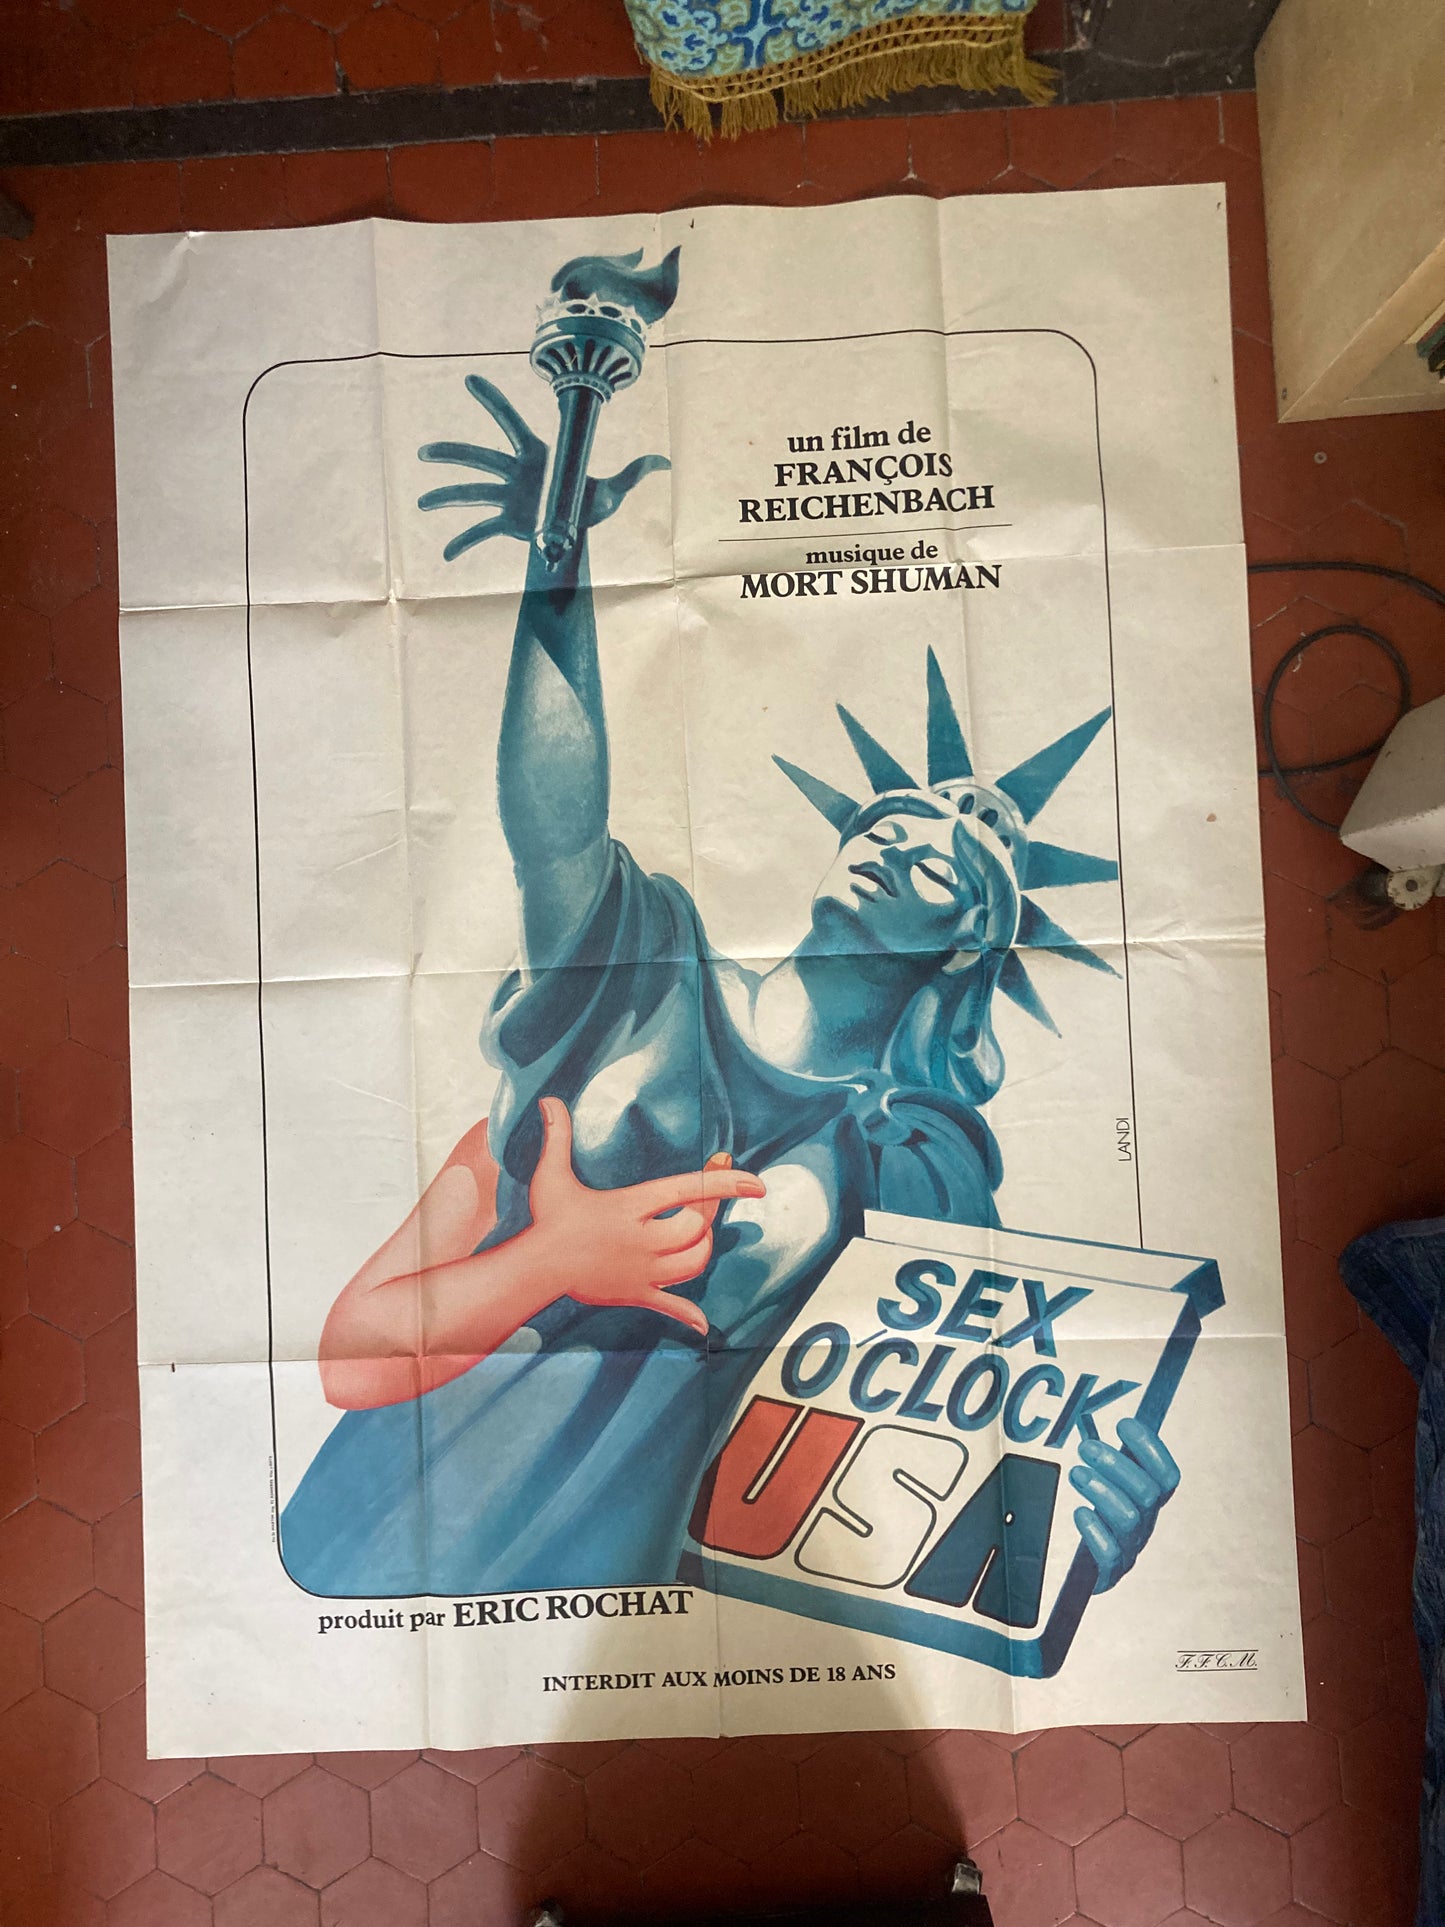 un film de
FRANÇOIS
REICHENBACH
musique de
MORT SHUMAN
LANDI
SEX
O'CLOCK
USA
produit par ERIC ROCHAT
INTERDIT AUX MOINS DE 18 ANS
F.F.C.M.